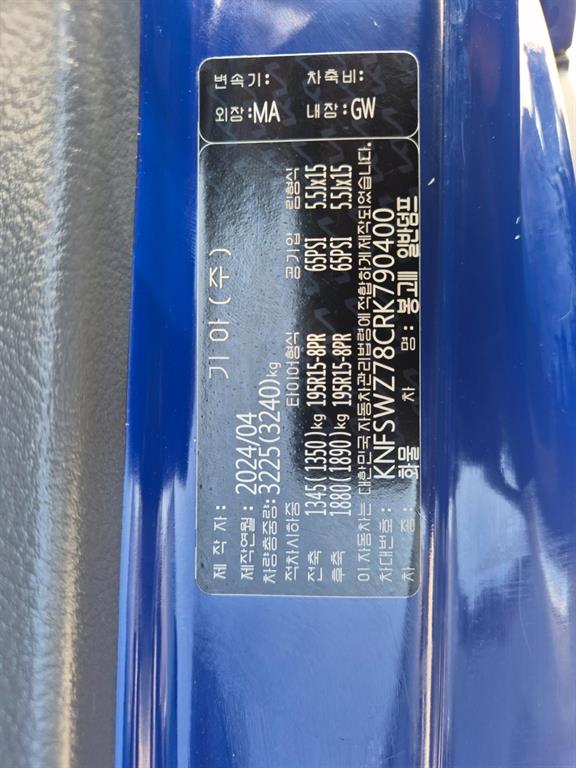 변속기: 차축비:
외장:MA 내장:GW
제 작 자: 기아(주)
제작연월: 2024/04
차량총중량:3225(3240)kg
적차시하중 타이어형식 공기압 림형식
전축 1345(1350)kg 195R15-8PR 65PSI 5.5Jx15
후축 1880(1890)kg 195R15-8PR 65PSI 5.5Jx15
이 자동차는 대한민국 자동차관리법령에 적합하게 제작되었습니다.
차대번호: KNFSWZ78CRK790400
차 종: 화물 차 명: 봉고Ⅲ 일반덤프